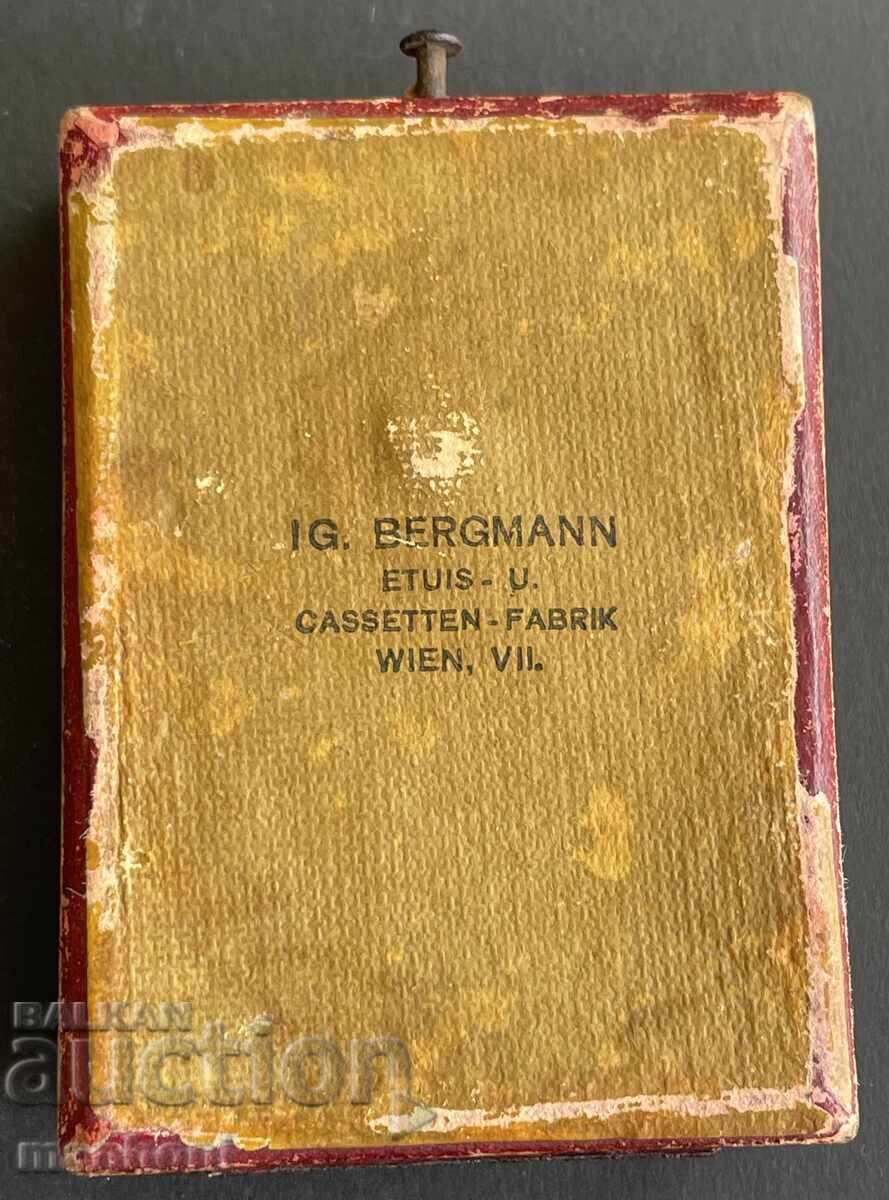 IG. BERGMANN
ETUIS - U.
CASSETTEN - FABRIK
WIEN, VII.
BALKAN
auction